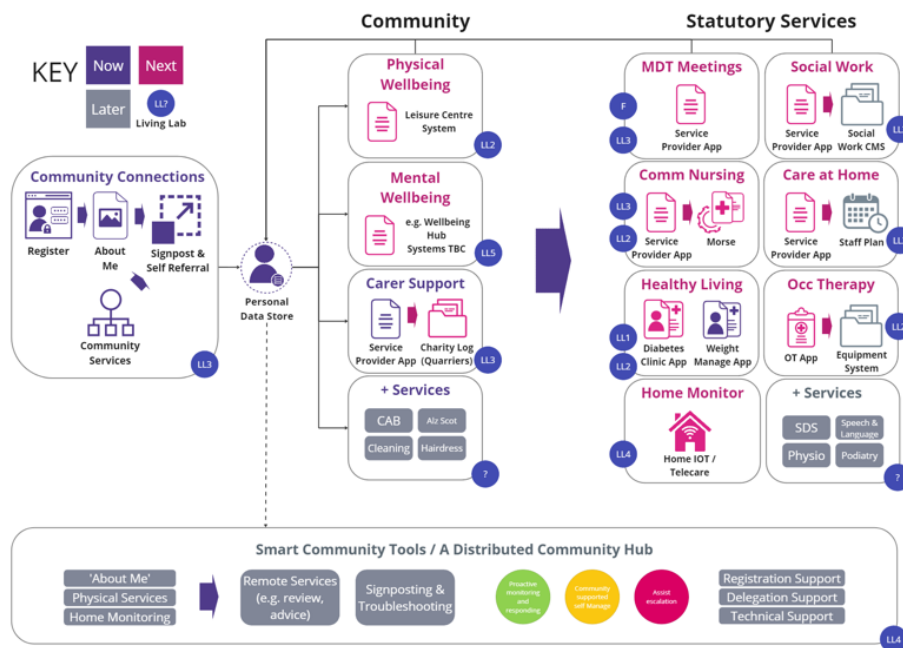 Community
Statutory Services
KEY
Now
Next
Later
LL?
Living Lab
Community Connections
Register
About
Me
Signpost &
Self Referral
Community
Services
LL3
Personal
Data Store
Physical
Wellbeing
Leisure Centre
System
LL2
Mental
Wellbeing
e.g. Wellbeing
Hub
Systems TBC
LL5
Carer Support
Service
Provider App
Charity Log
(Quarriers)
LL3
+ Services
CAB
Alz Scot
Cleaning
Hairdress
?
MDT Meetings
F
LL3
Service
Provider App
Social Work
Service
Provider App
Social
Work CMS
Comm Nursing
LL3
LL2
Service
Provider App
Morse
Care at Home
Service
Provider App
Staff Plan
Healthy Living
LL1
LL2
Diabetes
Clinic App
Weight
Manage App
Occ Therapy
OT App
Equipment
System
Home Monitor
LL4
Home IOT /
Telecare
+ Services
SDS
Speech &
Language
Physio
Podiatry
?
Smart Community Tools / A Distributed Community Hub
'About Me'
Physical Services
Home Monitoring
Remote Services
(e.g. review,
advice)
Signposting &
Troubleshooting
Proactive
monitoring
and
responding
Community
supported
self Manage
Assist
escalation
Registration Support
Delegation Support
Technical Support
LL4